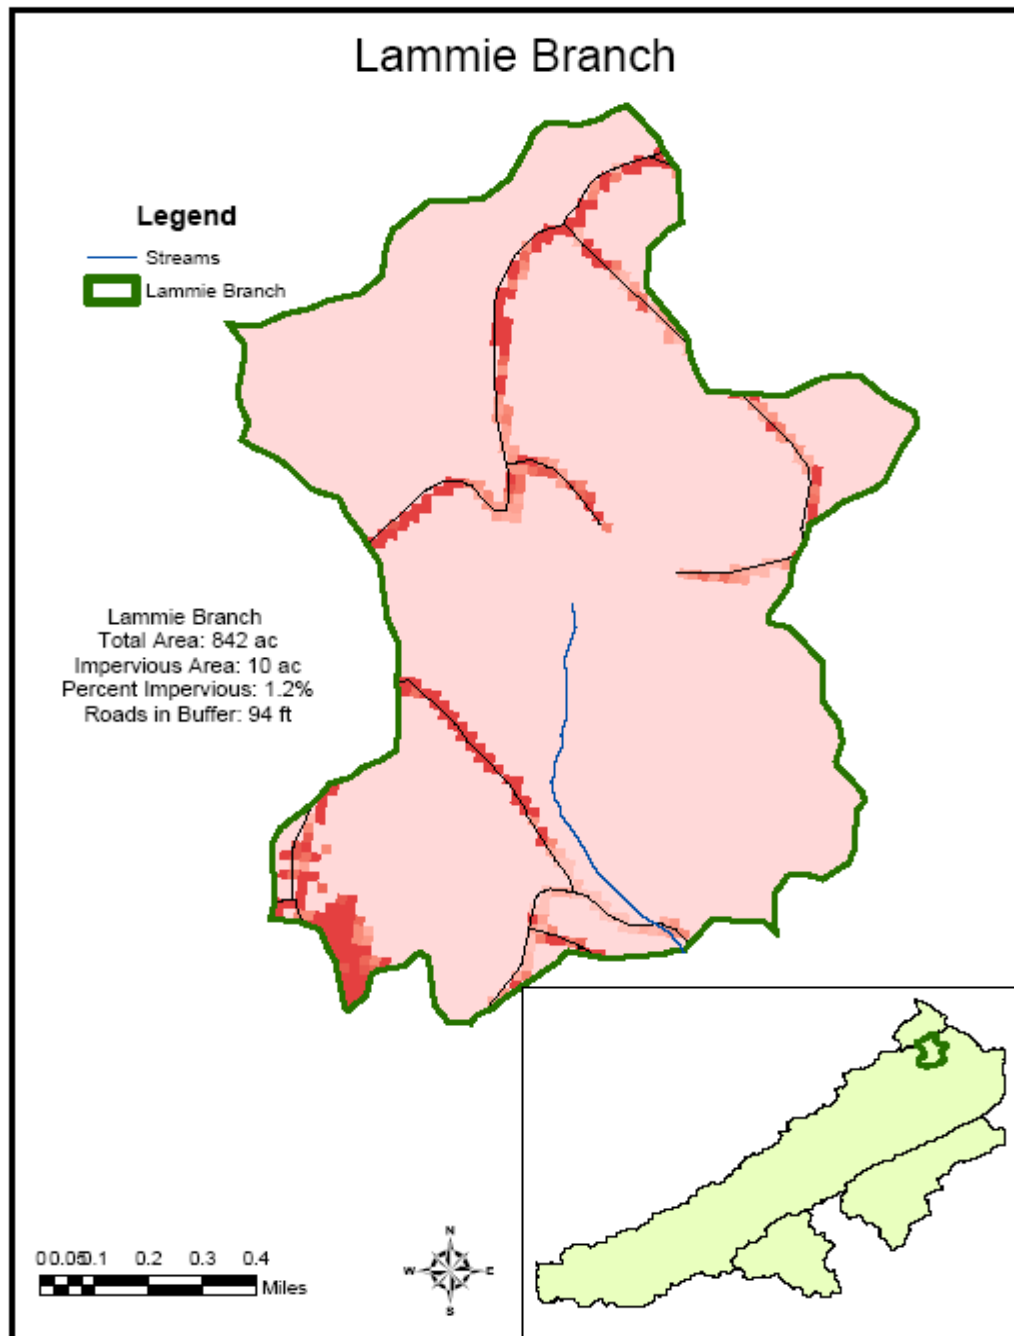 Lammie Branch
Legend
Streams
Lammie Branch
Lammie Branch
Total Area: 842 ac
Impervious Area: 10 ac
Percent Impervious: 1.2%
Roads in Buffer: 94 ft
N
W E
S
0 0.05 0.1 0.2 0.3 0.4
Miles